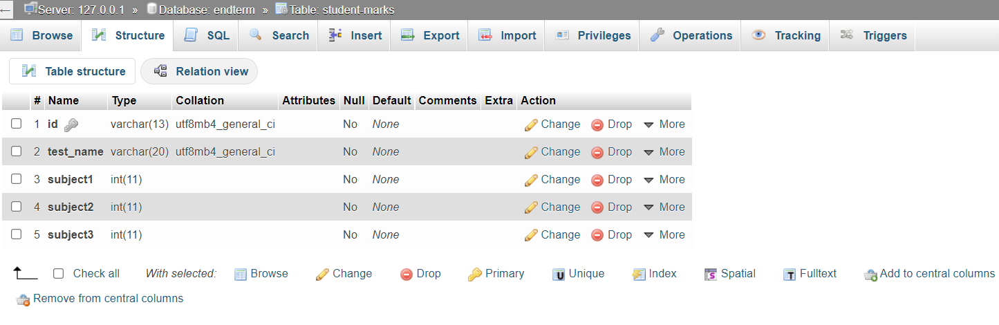 ← Server: 127.0.0.1 » Database: endterm » Table: student-marks
Browse Structure SQL Search Insert Export Import Privileges Operations Tracking Triggers
Table structure Relation view
# Name Type Collation Attributes Null Default Comments Extra Action
1 id varchar(13) utf8mb4_general_ci No None Change Drop More
2 test_name varchar(20) utf8mb4_general_ci No None Change Drop More
3 subject1 int(11) No None Change Drop More
4 subject2 int(11) No None Change Drop More
5 subject3 int(11) No None Change Drop More
Check all With selected: Browse Change Drop Primary U Unique Index S Spatial T Fulltext Add to central columns
Remove from central columns